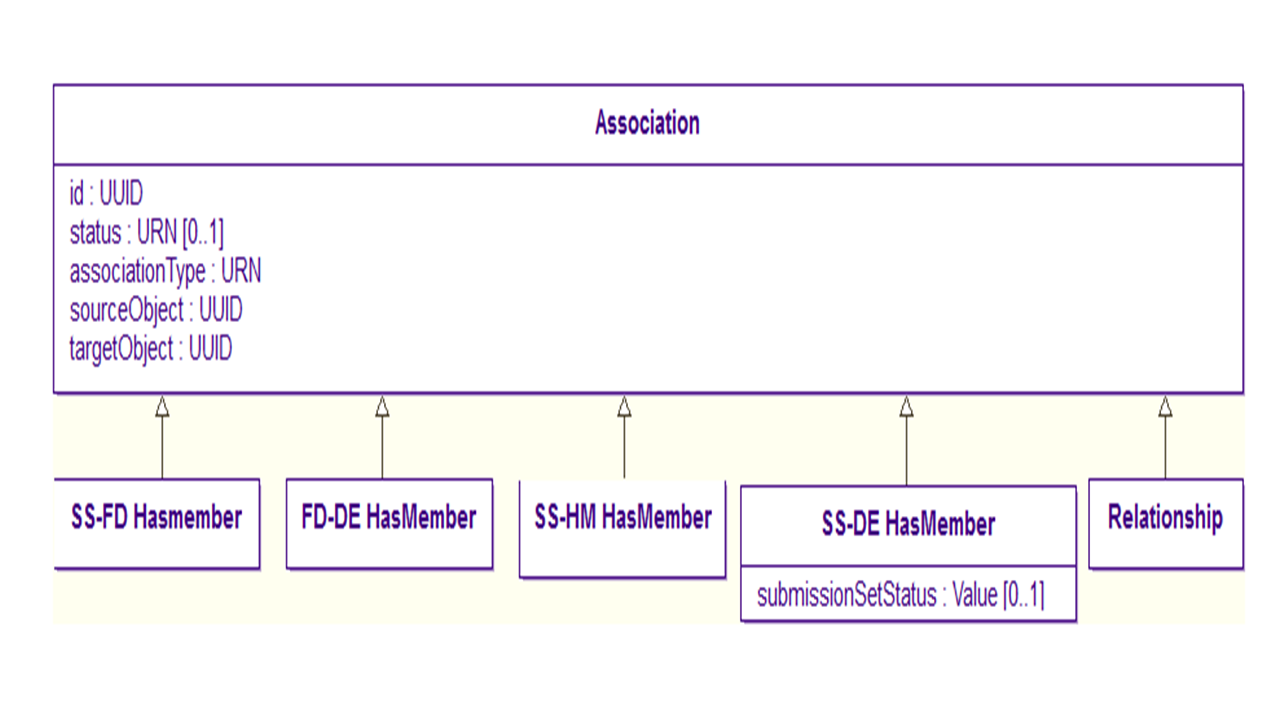 Association
id : UUID
status : URN [0..1]
associationType : URN
sourceObject : UUID
targetObject : UUID
SS-FD Hasmember
FD-DE HasMember
SS-HM HasMember
SS-DE HasMember
submissionSetStatus : Value [0..1]
Relationship